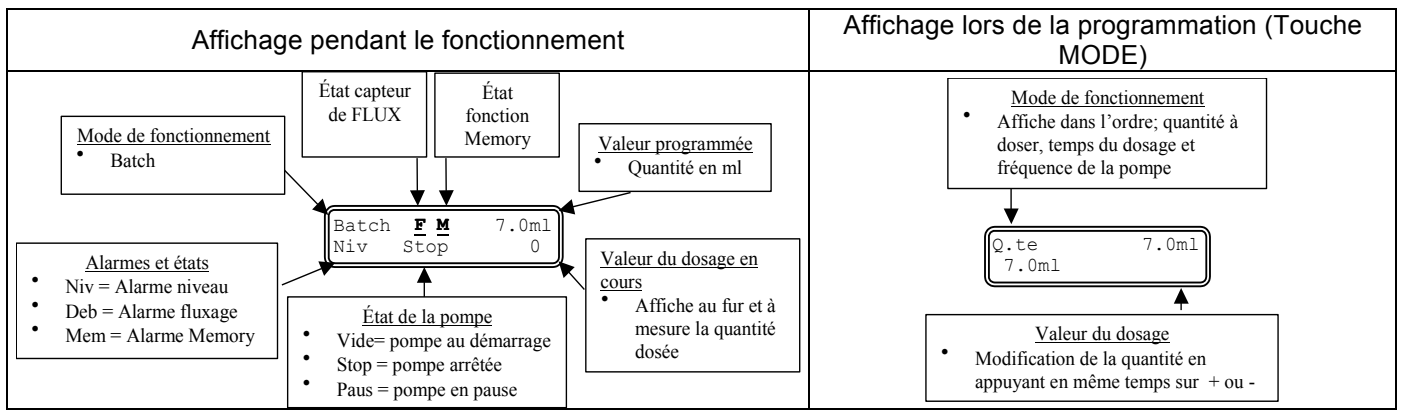 Affichage pendant le fonctionnement
Affichage lors de la programmation (Touche
MODE)
État capteur
de FLUX
État
fonction
Memory
Mode de fonctionnement
• Batch
Valeur programmée
• Quantité en ml
Batch F M 7.0ml
Niv Stop 0
Alarmes et états
• Niv = Alarme niveau
• Deb = Alarme fluxage
• Mem = Alarme Memory
État de la pompe
• Vide= pompe au démarrage
• Stop = pompe arrêtée
• Paus = pompe en pause
Valeur du dosage en
cours
• Affiche au fur et à
mesure la quantité
dosée
Mode de fonctionnement
• Affiche dans l’ordre; quantité à
doser, temps du dosage et
fréquence de la pompe
Q.te 7.0ml
7.0ml
Valeur du dosage
• Modification de la quantité en
appuyant en même temps sur + ou -